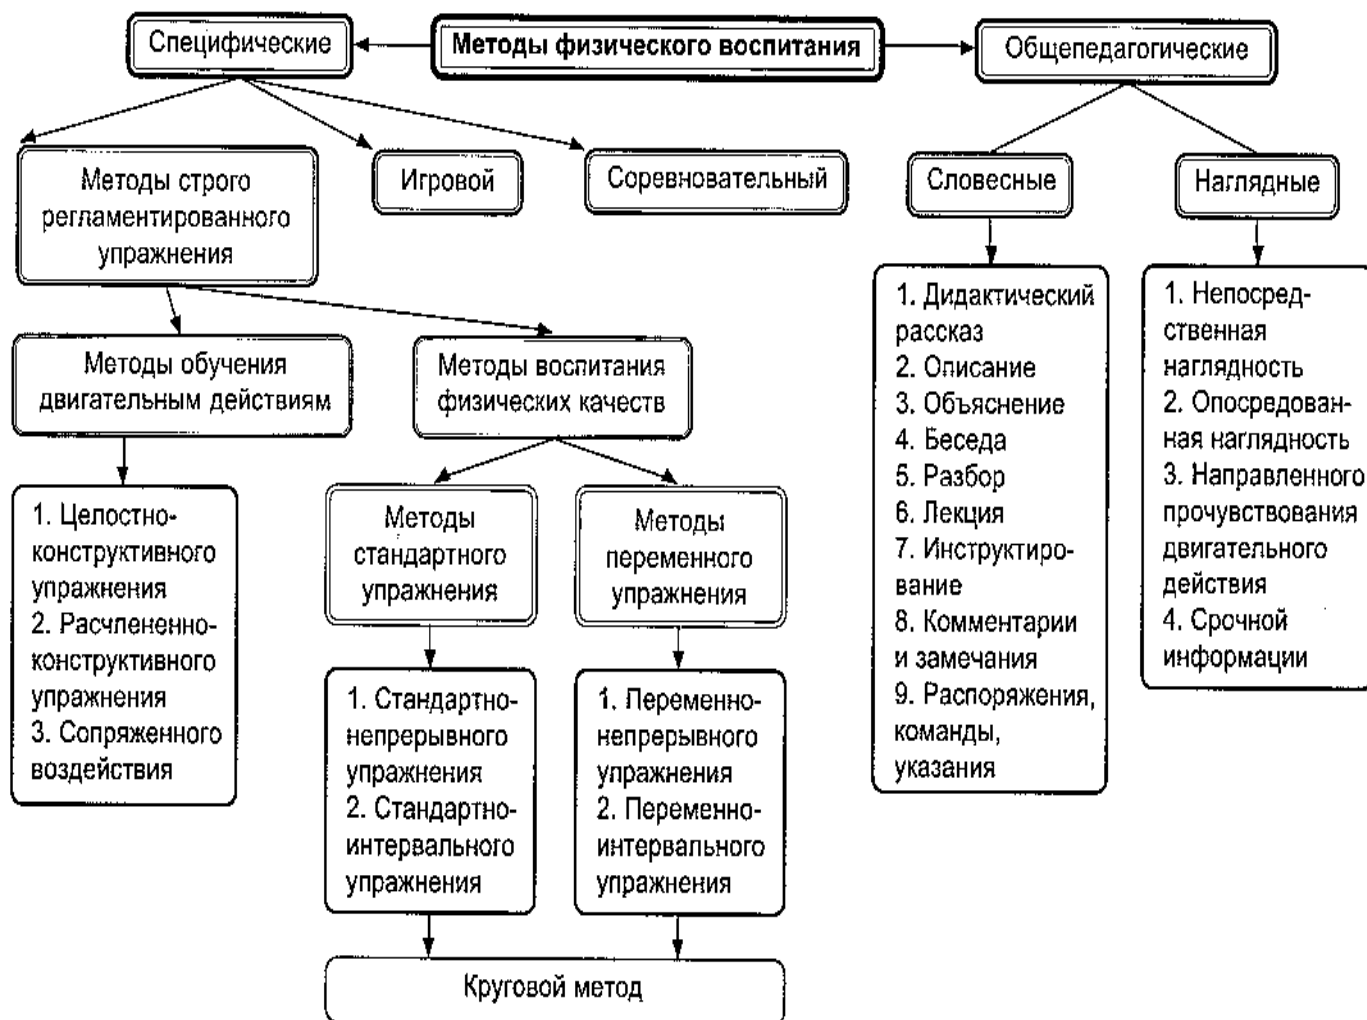 Специфические
Методы физического воспитания
Общепедагогические
Методы строго
регламентированного
упражнения
Игровой
Соревновательный
Словесные
Наглядные
Методы обучения
двигательным действиям
Методы воспитания
физических качеств
1. Дидактический
рассказ
2. Описание
3. Объяснение
4. Беседа
5. Разбор
6. Лекция
7. Инструктиро-
вание
8. Комментарии
и замечания
9. Распоряжения,
команды,
указания
1. Непосред-
ственная
наглядность
2. Опосредован-
ная наглядность
3. Направленного
прочувствования
двигательного
действия
4. Срочной
информации
1. Целостно-
конструктивного
упражнения
2. Расчлененно-
конструктивного
упражнения
3. Сопряженного
воздействия
Методы
стандартного
упражнения
Методы
переменного
упражнения
1. Стандартно-
непрерывного
упражнения
2. Стандартно-
интервального
упражнения
1. Переменно-
непрерывного
упражнения
2. Переменно-
интервального
упражнения
Круговой метод